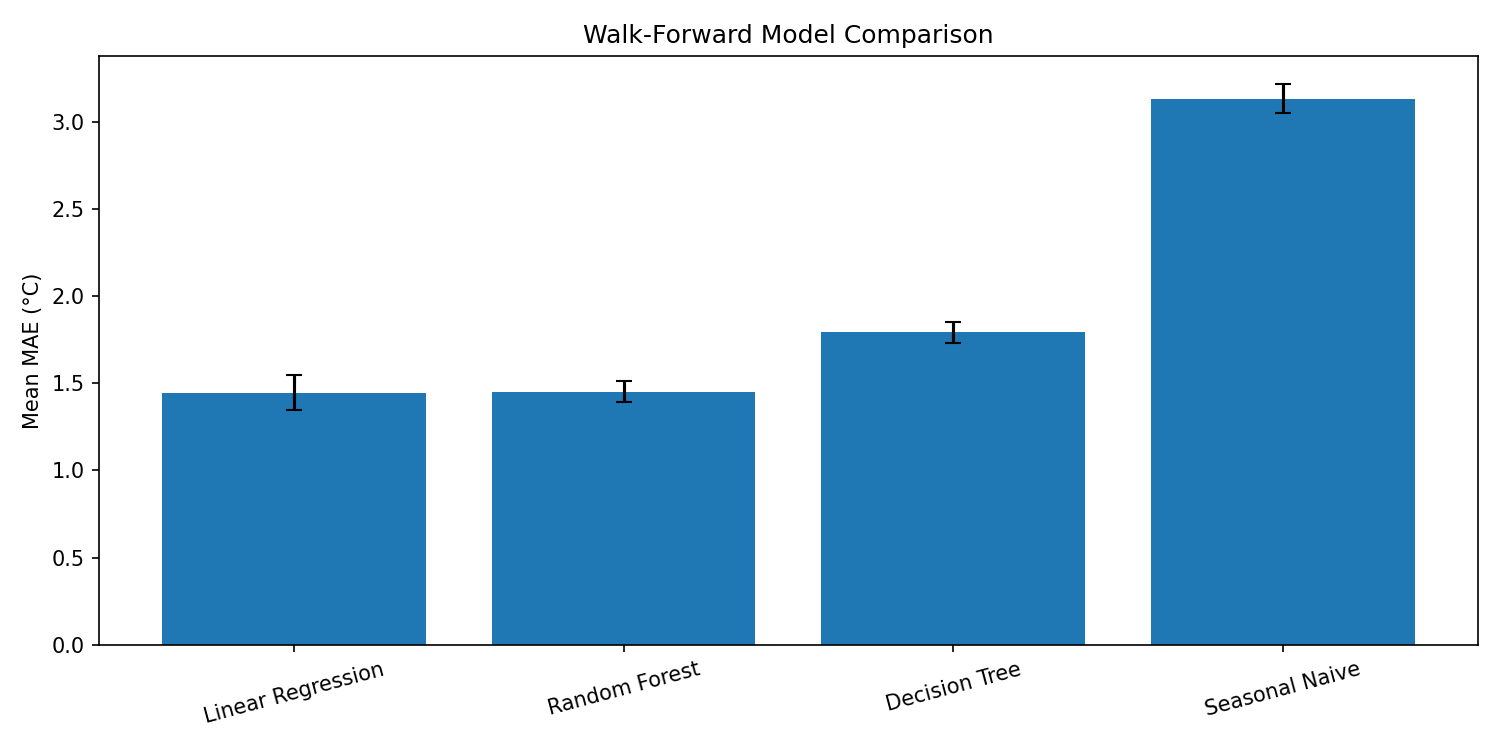 Walk-Forward Model Comparison
Mean MAE (°C)
3.0
2.5
2.0
1.5
1.0
0.5
0.0
Linear Regression
Random Forest
Decision Tree
Seasonal Naive